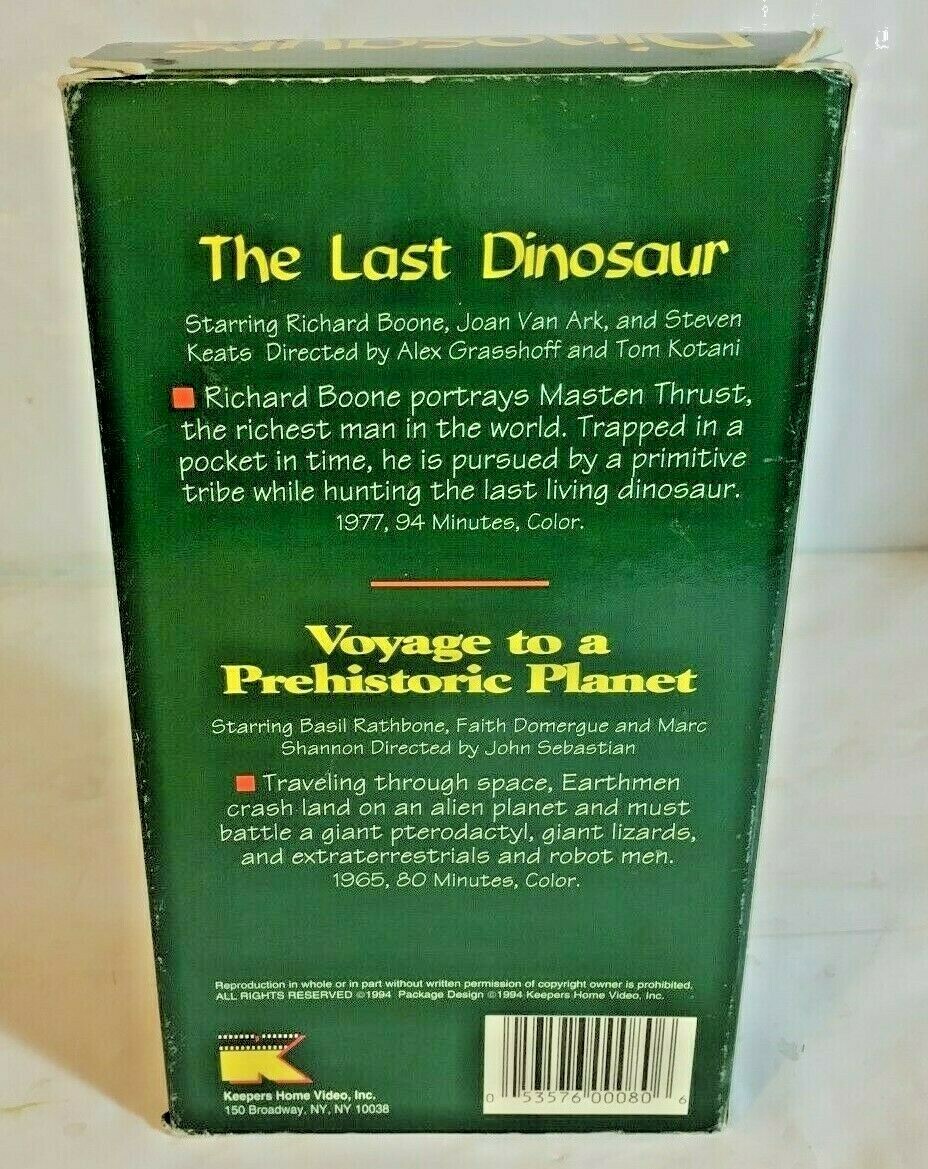 Dinosaurs
The Last Dinosaur
Starring Richard Boone, Joan Van Ark, and Steven
Keats Directed by Alex Grasshoff and Tom Kotani
Richard Boone portrays Masten Thrust,
the richest man in the world. Trapped in a
pocket in time, he is pursued by a primitive
tribe while hunting the last living dinosaur.
1977, 94 Minutes, Color.
Voyage to a
Prehistoric Planet
Starring Basil Rathbone, Faith Domergue and Marc
Shannon Directed by John Sebastian
Traveling through space, Earthmen
crash land on an alien planet and must
battle a giant pterodactyl, giant lizards,
and extraterrestrials and robot men.
1965, 80 Minutes, Color.
Reproduction in whole or in part without written permission of copyright owner is prohibited.
ALL RIGHTS RESERVED ©1994 Package Design ©1994 Keepers Home Video, Inc.
K
Keepers Home Video, Inc.
150 Broadway, NY, NY 10038
0 53576 00080 6